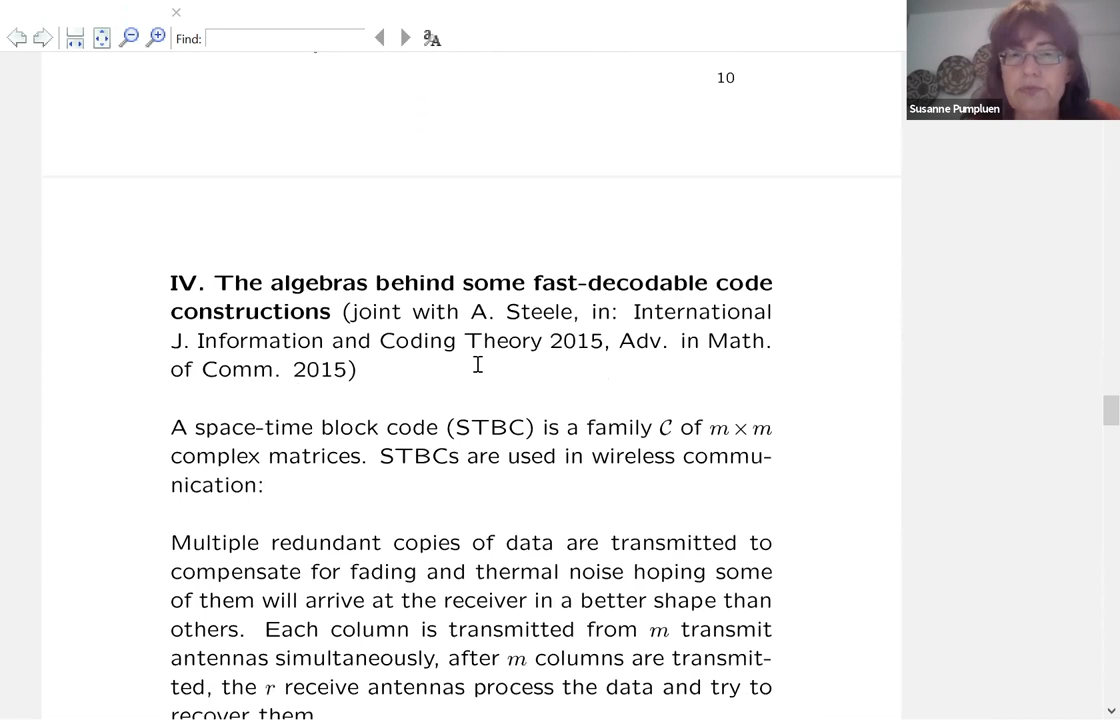 Find:
10
Susanne Pumpluen
IV. The algebras behind some fast-decodable code
constructions (joint with A. Steele, in: International
J. Information and Coding Theory 2015, Adv. in Math.
of Comm. 2015)
A space-time block code (STBC) is a family C of m × m
complex matrices. STBCs are used in wireless commu-
nication:
Multiple redundant copies of data are transmitted to
compensate for fading and thermal noise hoping some
of them will arrive at the receiver in a better shape than
others. Each column is transmitted from m transmit
antennas simultaneously, after m columns are transmit-
ted, the r receive antennas process the data and try to
recover them